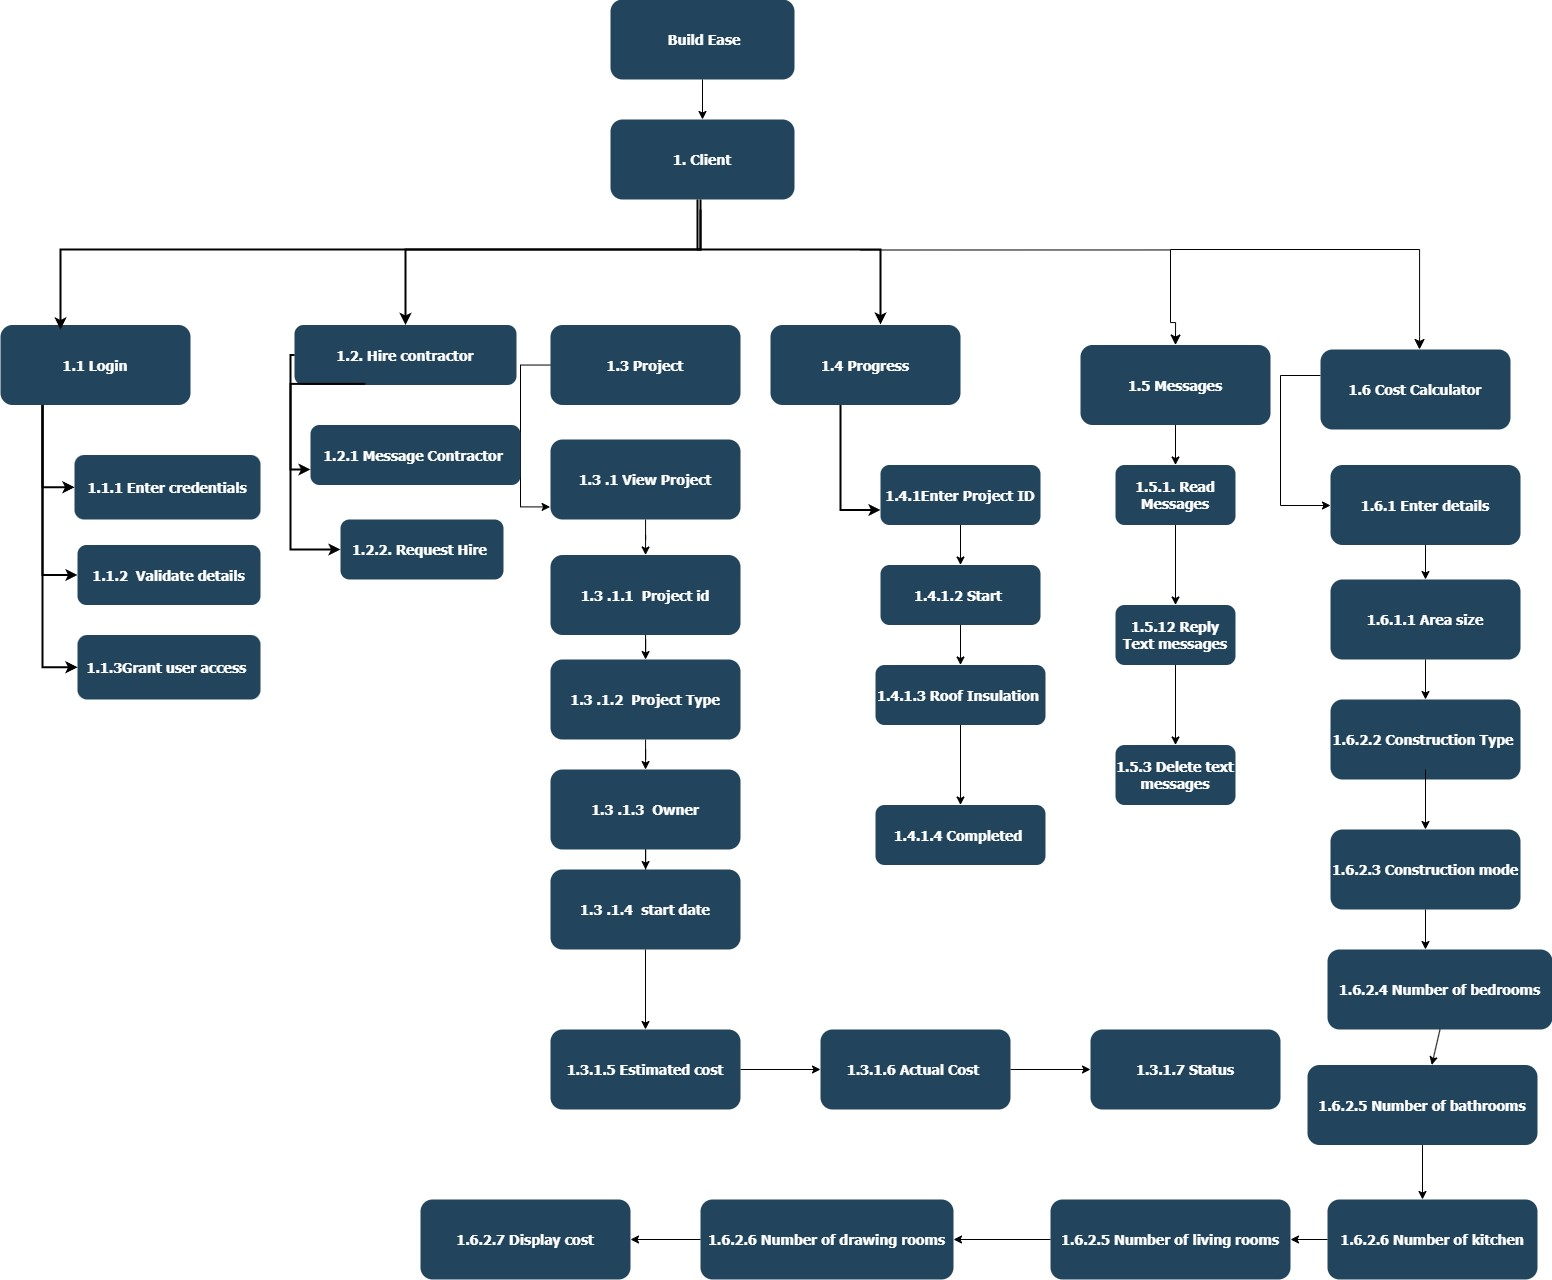 Build Ease
1. Client
1.1 Login
1.2. Hire contractor
1.3 Project
1.4 Progress
1.5 Messages
1.6 Cost Calculator
1.1.1 Enter credentials
1.1.2  Validate details
1.1.3Grant user access
1.2.1 Message Contractor
1.2.2. Request Hire
1.3 .1 View Project
1.3 .1.1  Project id
1.3 .1.2  Project Type
1.3 .1.3  Owner
1.3 .1.4  start date
1.3.1.5 Estimated cost
1.3.1.6 Actual Cost
1.3.1.7 Status
1.4.1Enter Project ID
1.4.1.2 Start
1.4.1.3 Roof Insulation
1.4.1.4 Completed
1.5.1. Read
Messages
1.5.12 Reply
Text messages
1.5.3 Delete text
messages
1.6.1 Enter details
1.6.1.1 Area size
1.6.2.2 Construction Type
1.6.2.3 Construction mode
1.6.2.4 Number of bedrooms
1.6.2.5 Number of bathrooms
1.6.2.6 Number of kitchen
1.6.2.5 Number of living rooms
1.6.2.6 Number of drawing rooms
1.6.2.7 Display cost